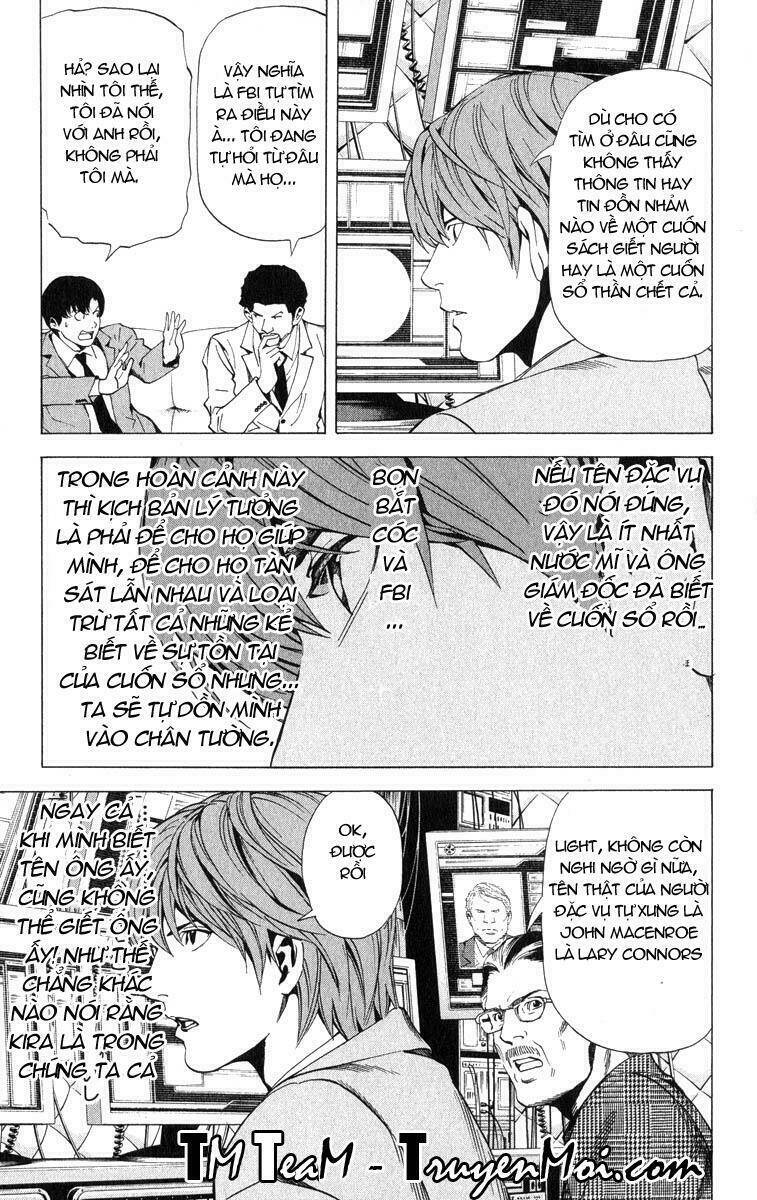 DÙ CHO CÓ
TÌM Ở ĐÂU CŨNG
KHÔNG THẤY
THÔNG TIN HAY
TIN ĐỒN NHẢM
NÀO VỀ MỘT CUỐN
SÁCH GIẾT NGƯỜI
HAY LÀ MỘT CUỐN
SỔ THẦN CHẾT CẢ.
VẬY NGHĨA
LÀ FBI TỰ TÌM
RA ĐIỀU NÀY
À... TÔI ĐANG
TỰ HỎI TỪ ĐÂU
MÀ HỌ...
HẢ? SAO LẠI
NHÌN TÔI THẾ,
TÔI ĐÃ NÓI
VỚI ANH RỒI,
KHÔNG PHẢI
TÔI MÀ.
NẾU TÊN ĐẶC VỤ
ĐÓ NÓI ĐÚNG,
VẬY LÀ ÍT NHẤT
NƯỚC MĨ VÀ ÔNG
GIÁM ĐỐC ĐÃ BIẾT
VỀ CUỐN SỔ RỒI...
BỌN
BẮT
CÓC
VÀ
FBI
...
TRONG HOÀN CẢNH NÀY
THÌ KỊCH BẢN LÝ TƯỞNG
LÀ PHẢI ĐỂ CHO HỌ GIÚP
MÌNH, ĐỂ CHO HỌ TÀN
SÁT LẪN NHAU VÀ LOẠI
TRỪ TẤT CẢ NHŨNG KẺ
BIẾT VỀ SỰ TỒN TẠI
CỦA CUỐN SỔ NHƯNG...
TA SẼ TỰ DỒN MÌNH
VÀO CHÂN TƯỜNG.
LIGHT, KHÔNG CÒN
NGHI NGỜ GÌ NỮA,
TÊN THẬT CỦA NGƯỜI
ĐẶC VỤ TỰ XƯNG LÀ
JOHN MACENROE
LÀ LARY CONNORS
OK,
ĐƯỢC
RỒI
NGAY CẢ
KHI MÌNH BIẾT
TÊN ÔNG ẤY,
CŨNG KHÔNG
THỂ GIẾT ÔNG
ẤY! NHƯ THẾ
CHẲNG KHÁC
NÀO NÓI RẰNG
KIRA LÀ TRONG
CHÚNG TA CẢ
TM TEAM - TRUYENMOI.COM